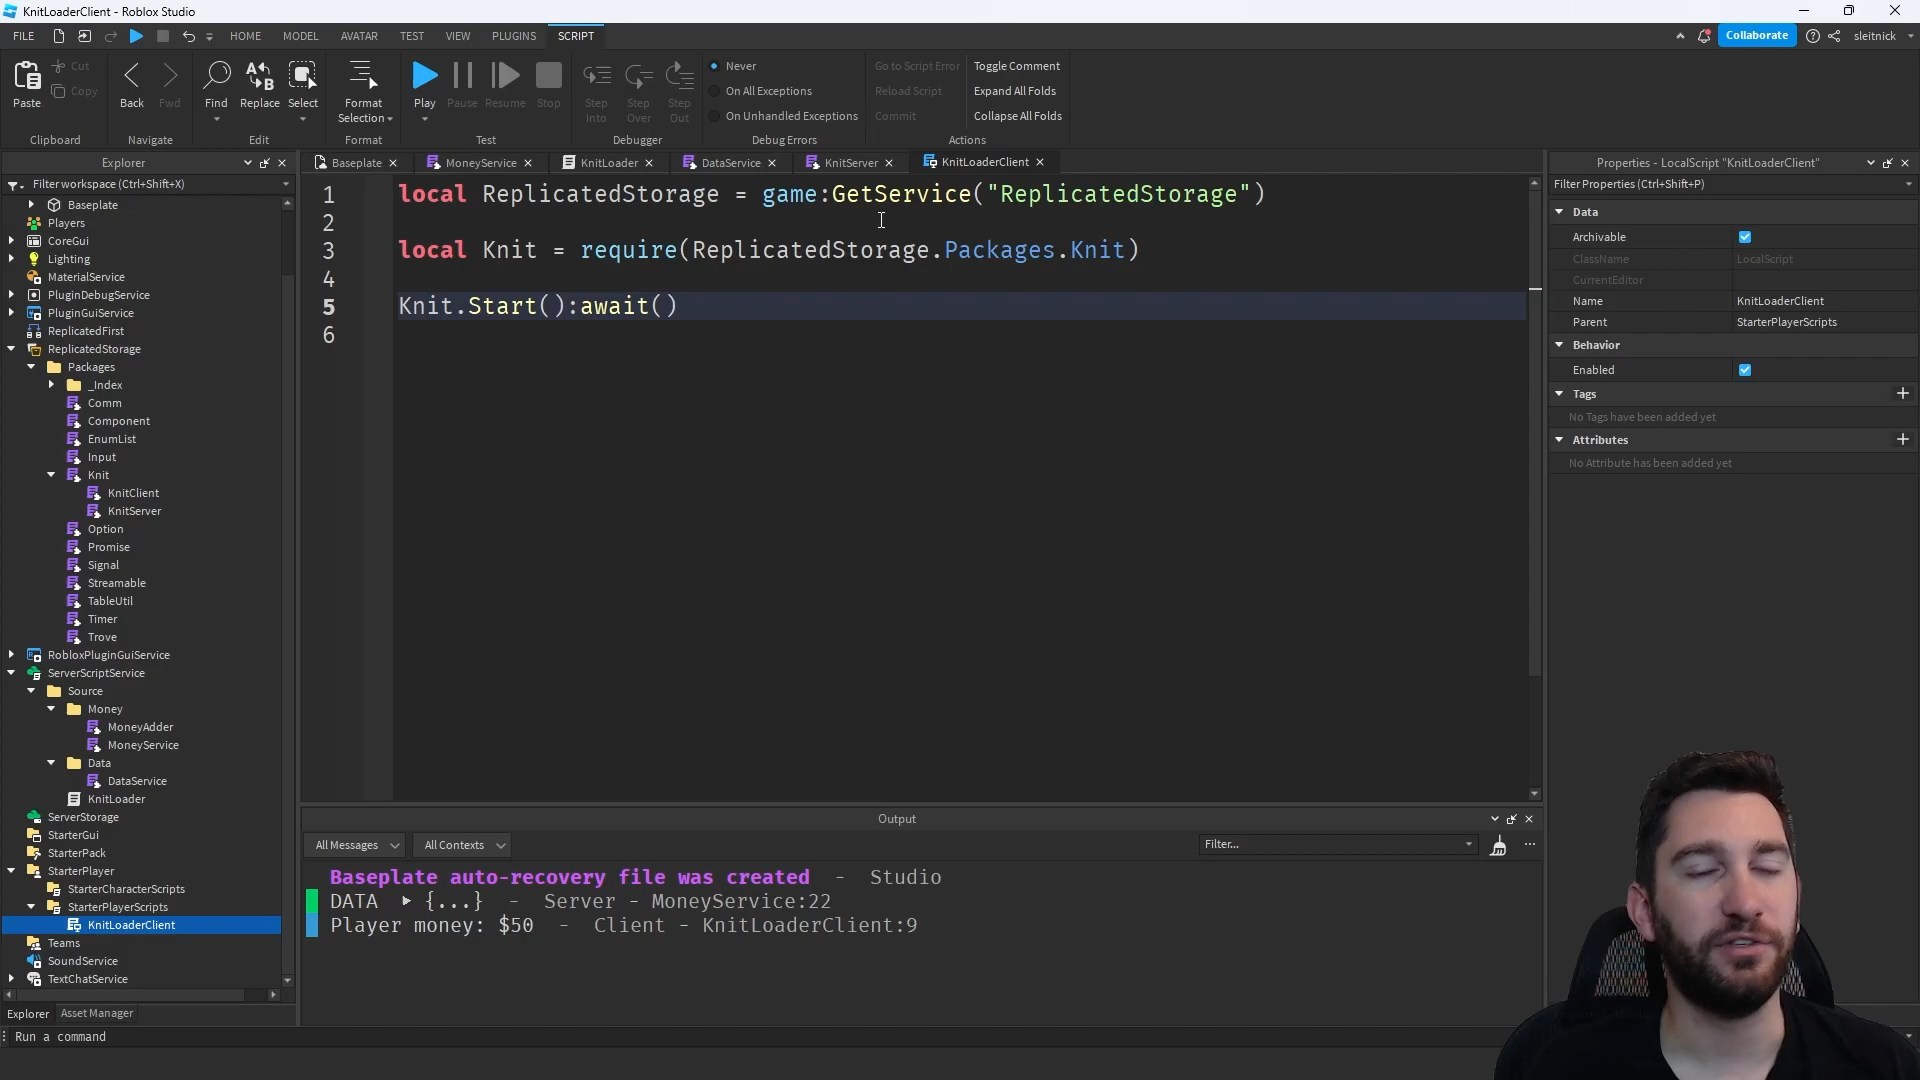 KnitLoaderClient - Roblox Studio
FILE HOME MODEL AVATAR TEST VIEW PLUGINS SCRIPT Collaborate sleitnick
Paste
Cut
Copy
Clipboard
Back
Fwd
Navigate
Find
Replace
Select
Edit
Format
Selection
Format
Play
Pause
Resume
Stop
Test
Step
Into
Step
Over
Step
Out
Debugger
Never
On All Exceptions
On Unhandled Exceptions
Debug Errors
Go to Script Error
Reload Script
Commit
Toggle Comment
Expand All Folds
Collapse All Folds
Actions
Explorer
Filter workspace (Ctrl+Shift+X)
Baseplate
Players
CoreGui
Lighting
MaterialService
PluginDebugService
PluginGuiService
ReplicatedFirst
ReplicatedStorage
Packages
_Index
Comm
Component
EnumList
Input
Knit
KnitClient
KnitServer
Option
Promise
Signal
Streamable
TableUtil
Timer
Trove
RobloxPluginGuiService
ServerScriptService
Source
Money
MoneyAdder
MoneyService
Data
DataService
KnitLoader
ServerStorage
StarterGui
StarterPack
StarterPlayer
StarterCharacterScripts
StarterPlayerScripts
KnitLoaderClient
Teams
SoundService
TextChatService
Explorer Asset Manager
Run a command
Baseplate MoneyService KnitLoader DataService KnitServer KnitLoaderClient
1 local ReplicatedStorage = game:GetService("ReplicatedStorage")
2
3 local Knit = require(ReplicatedStorage.Packages.Knit)
4
5 Knit.Start():await()
6
Output
All Messages All Contexts Filter...
Baseplate auto-recovery file was created - Studio
DATA ▶ {...} - Server - MoneyService:22
Player money: $50 - Client - KnitLoaderClient:9
Properties - LocalScript "KnitLoaderClient"
Filter Properties (Ctrl+Shift+P)
Data
Archivable
ClassName LocalScript
CurrentEditor
Name KnitLoaderClient
Parent StarterPlayerScripts
Behavior
Enabled
Tags
No Tags have been added yet
Attributes
No Attribute has been added yet